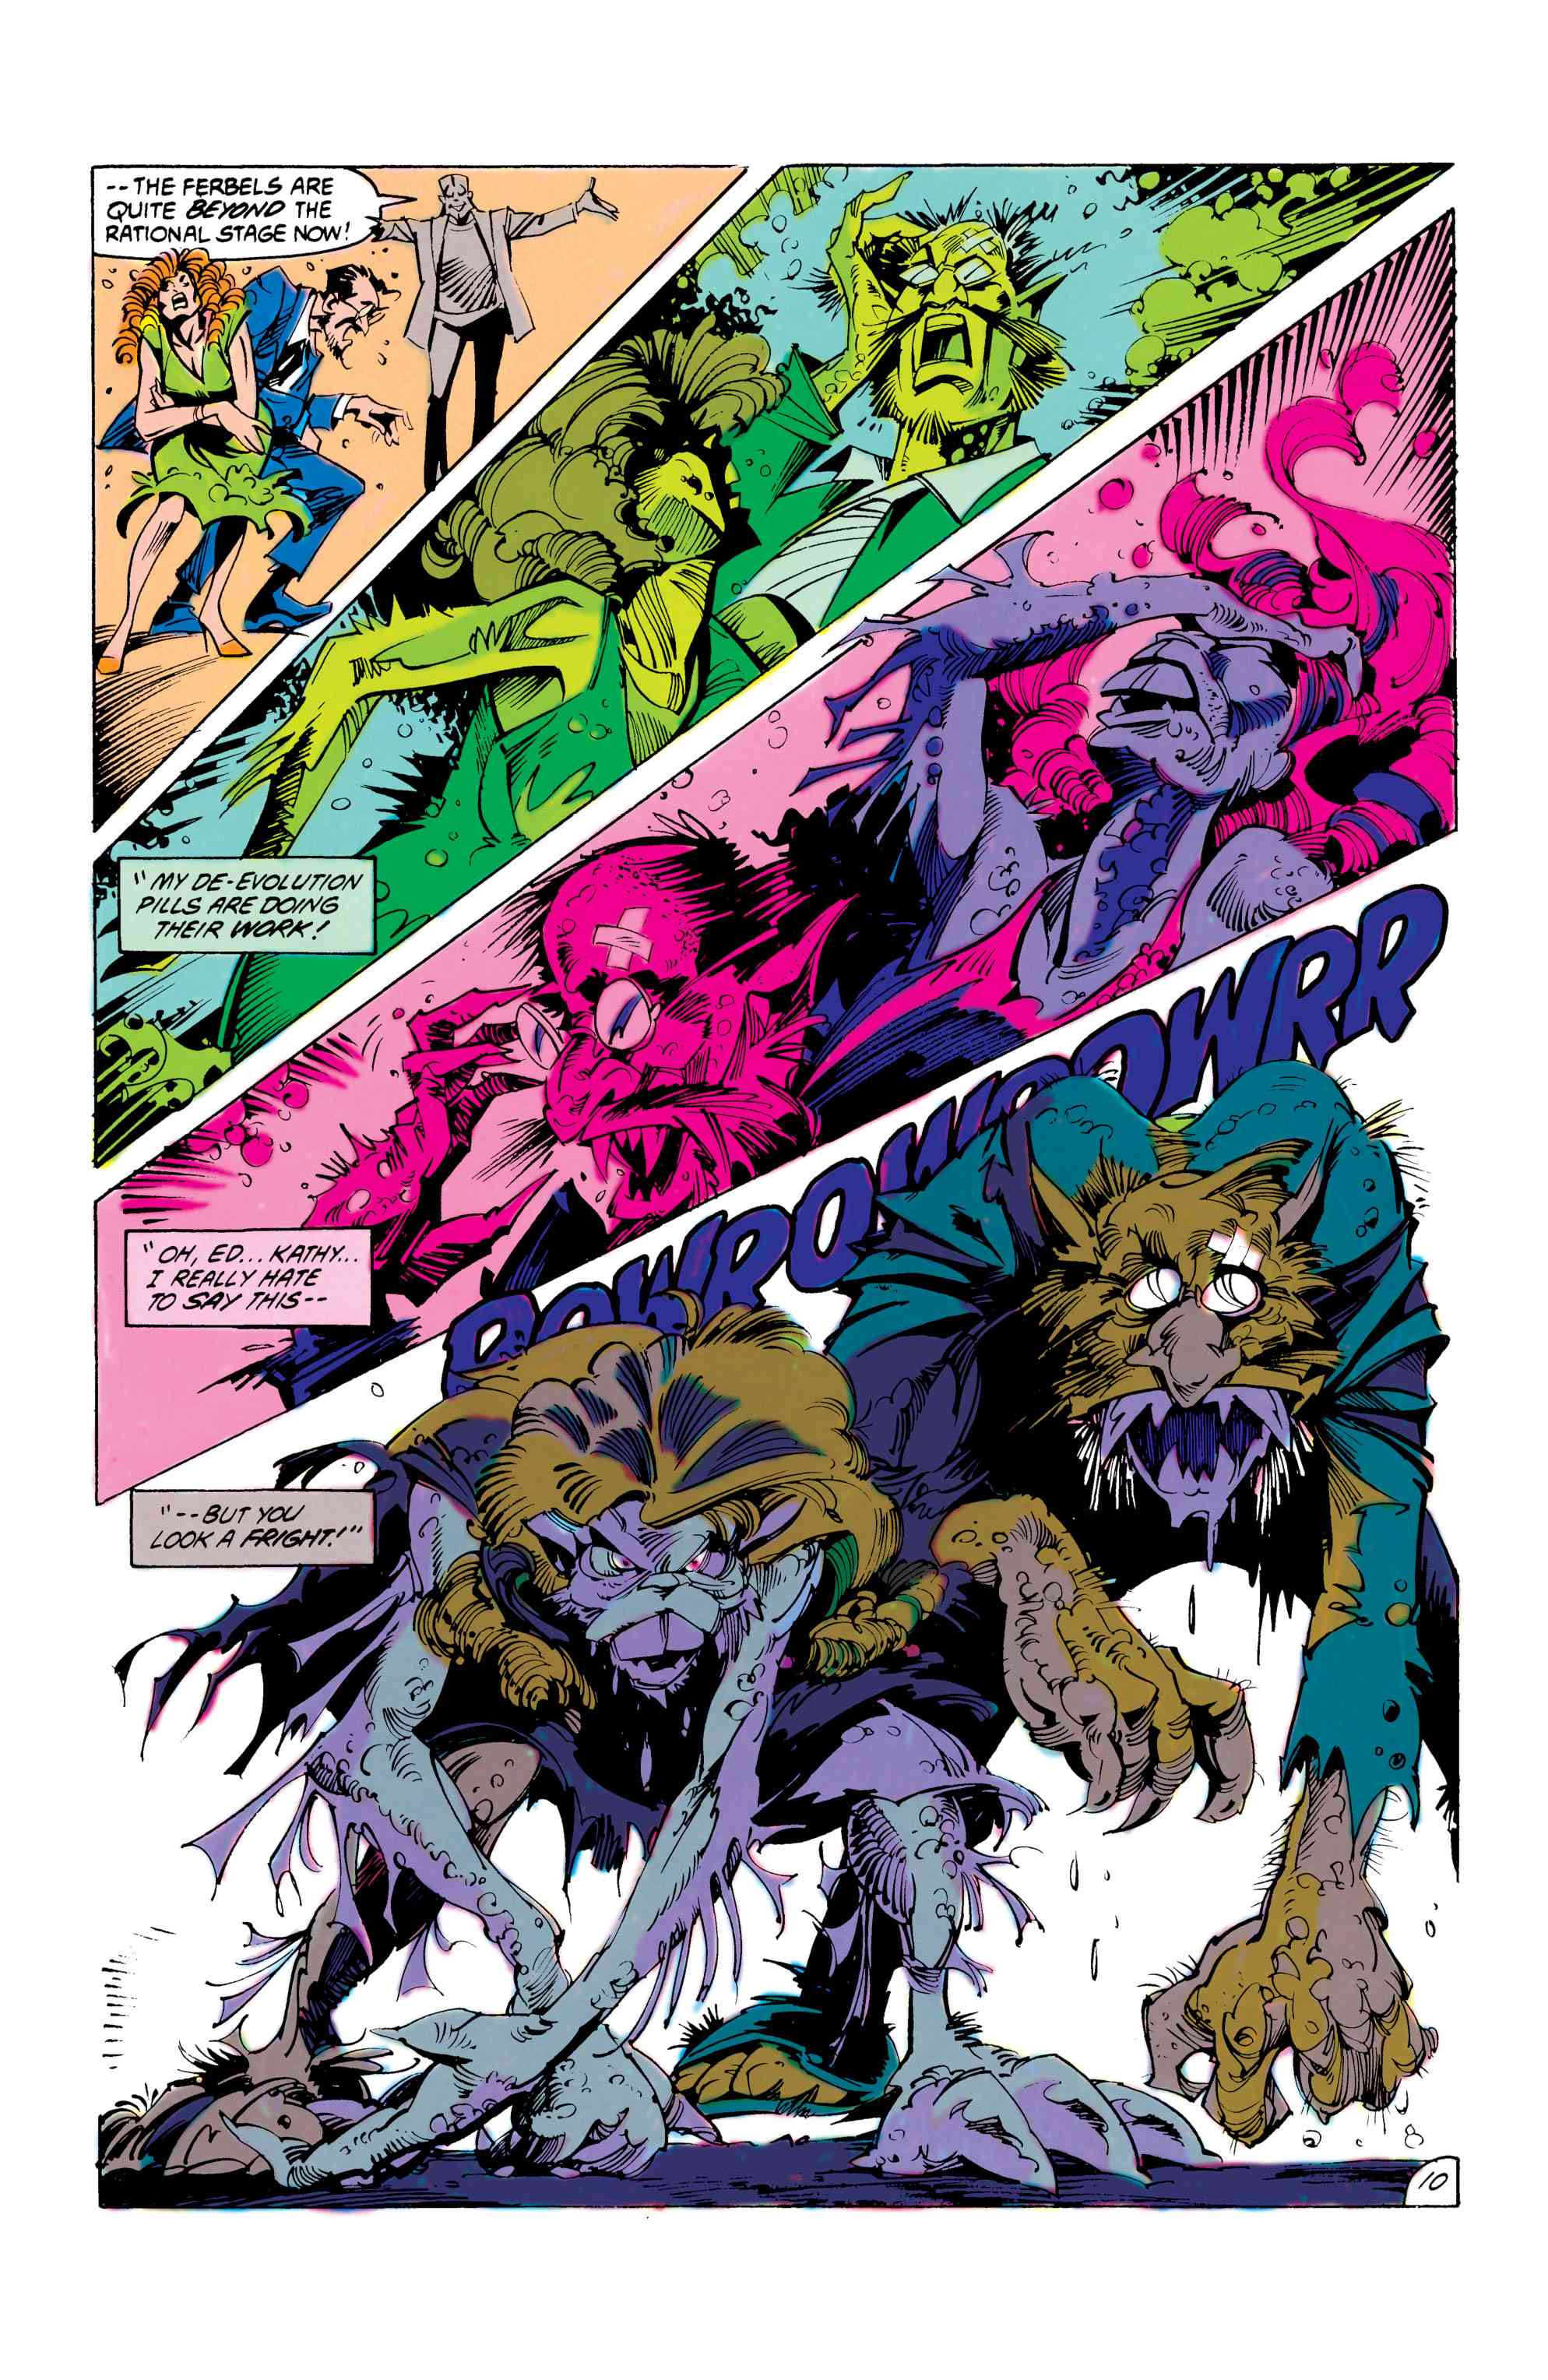 --THE FERBELS ARE
QUITE BEYOND THE
RATIONAL STAGE NOW!
"MY DE-EVOLUTION
PILLS ARE DOING
THEIR WORK!
"OH, ED...KATHY...
I REALLY HATE
TO SAY THIS--
ROWROWROOWRR
"--BUT YOU
LOOK A FRIGHT!"
10